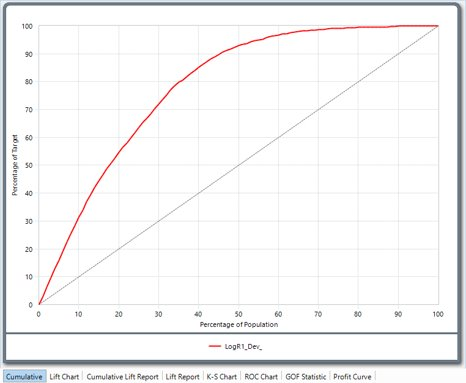 100
90
80
70
60
50
40
30
20
10
0
Percentage of Target
0 10 20 30 40 50 60 70 80 90 100
Percentage of Population
LogR1_Dev_
Cumulative Lift Chart Cumulative Lift Report Lift Report K-S Chart ROC Chart GOF Statistic Profit Curve